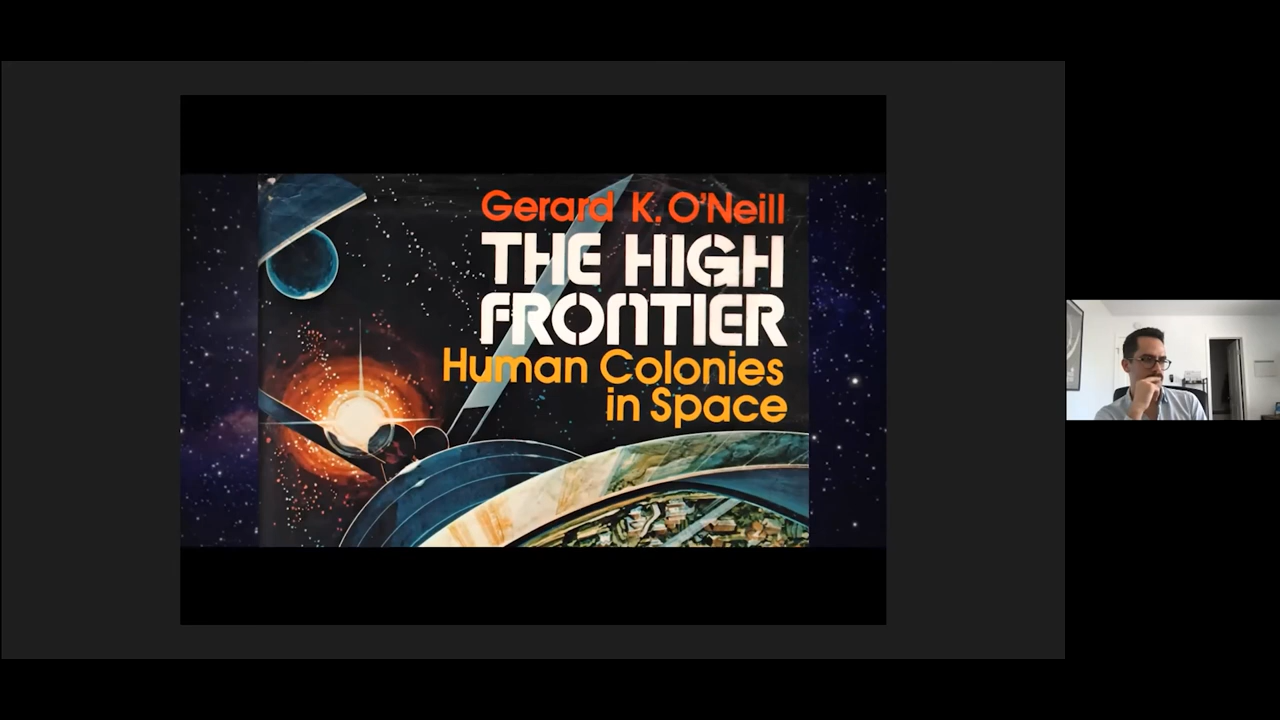 Gerard K. O'Neill
THE HIGH
FRONTIER
Human Colonies
in Space